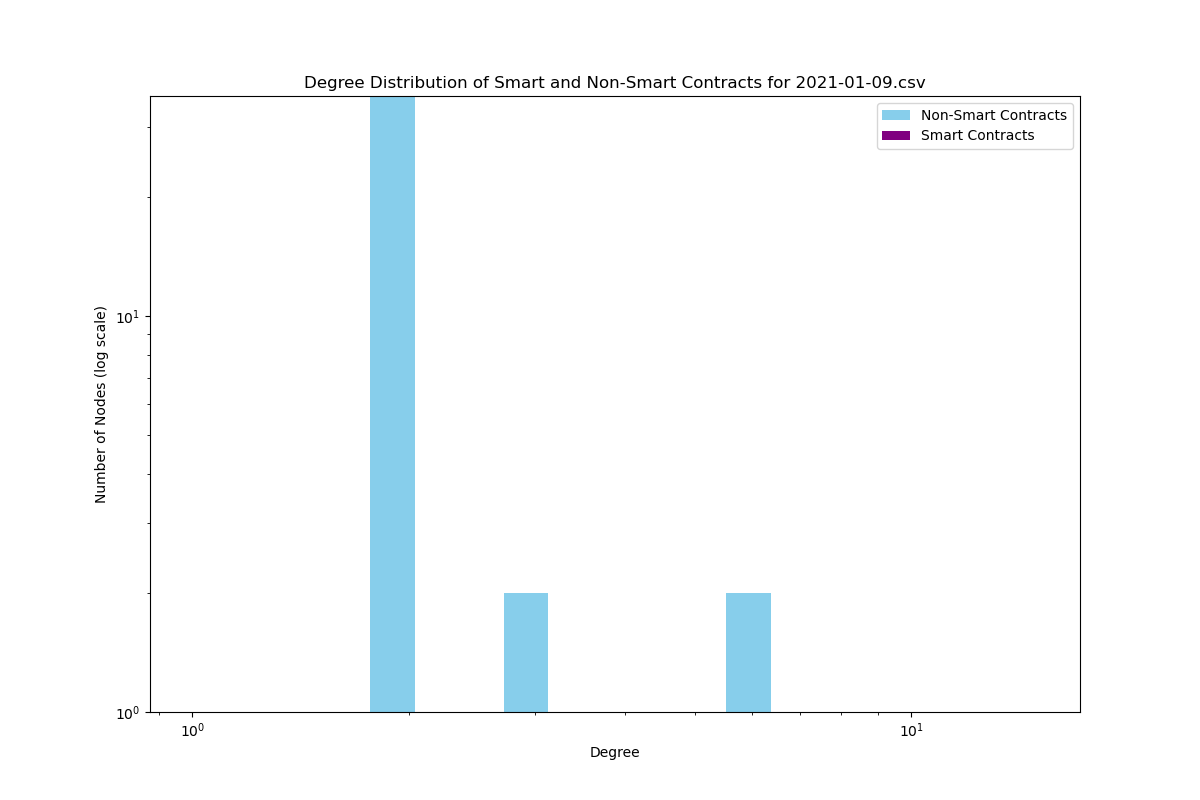 Degree Distribution of Smart and Non-Smart Contracts for 2021-01-09.csv
Non-Smart Contracts
Smart Contracts
Number of Nodes (log scale)
10¹
10⁰
10⁰ 10¹
Degree